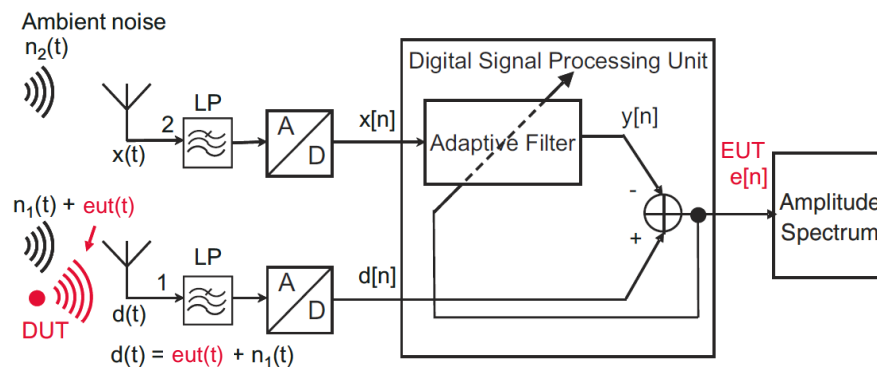 Ambient noise
n2(t)
LP
2
x(t)
A
D
x[n]
Digital Signal Processing Unit
Adaptive Filter
y[n]
-
+
EUT
e[n]
Amplitude
Spectrum
n1(t) + eut(t)
DUT
1
d(t)
LP
A
D
d[n]
d(t) = eut(t) + n1(t)